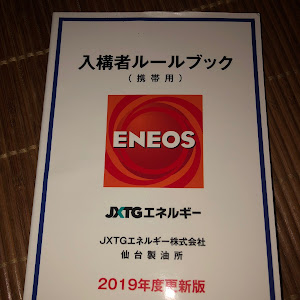 入構者ルールブック
(携帯用)
ENEOS
JXTGエネルギー
JXTGエネルギー株式会社
仙台製油所
2019年度更新版